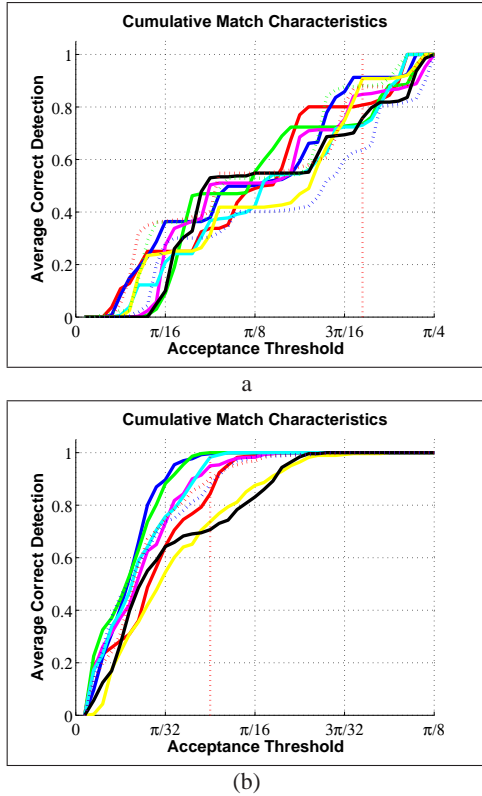 Cumulative Match Characteristics
Average Correct Detection
1
0.8
0.6
0.4
0.2
0
0 π/16 π/8 3π/16 π/4
Acceptance Threshold
a
Cumulative Match Characteristics
Average Correct Detection
1
0.8
0.6
0.4
0.2
0
0 π/32 π/16 3π/32 π/8
Acceptance Threshold
(b)